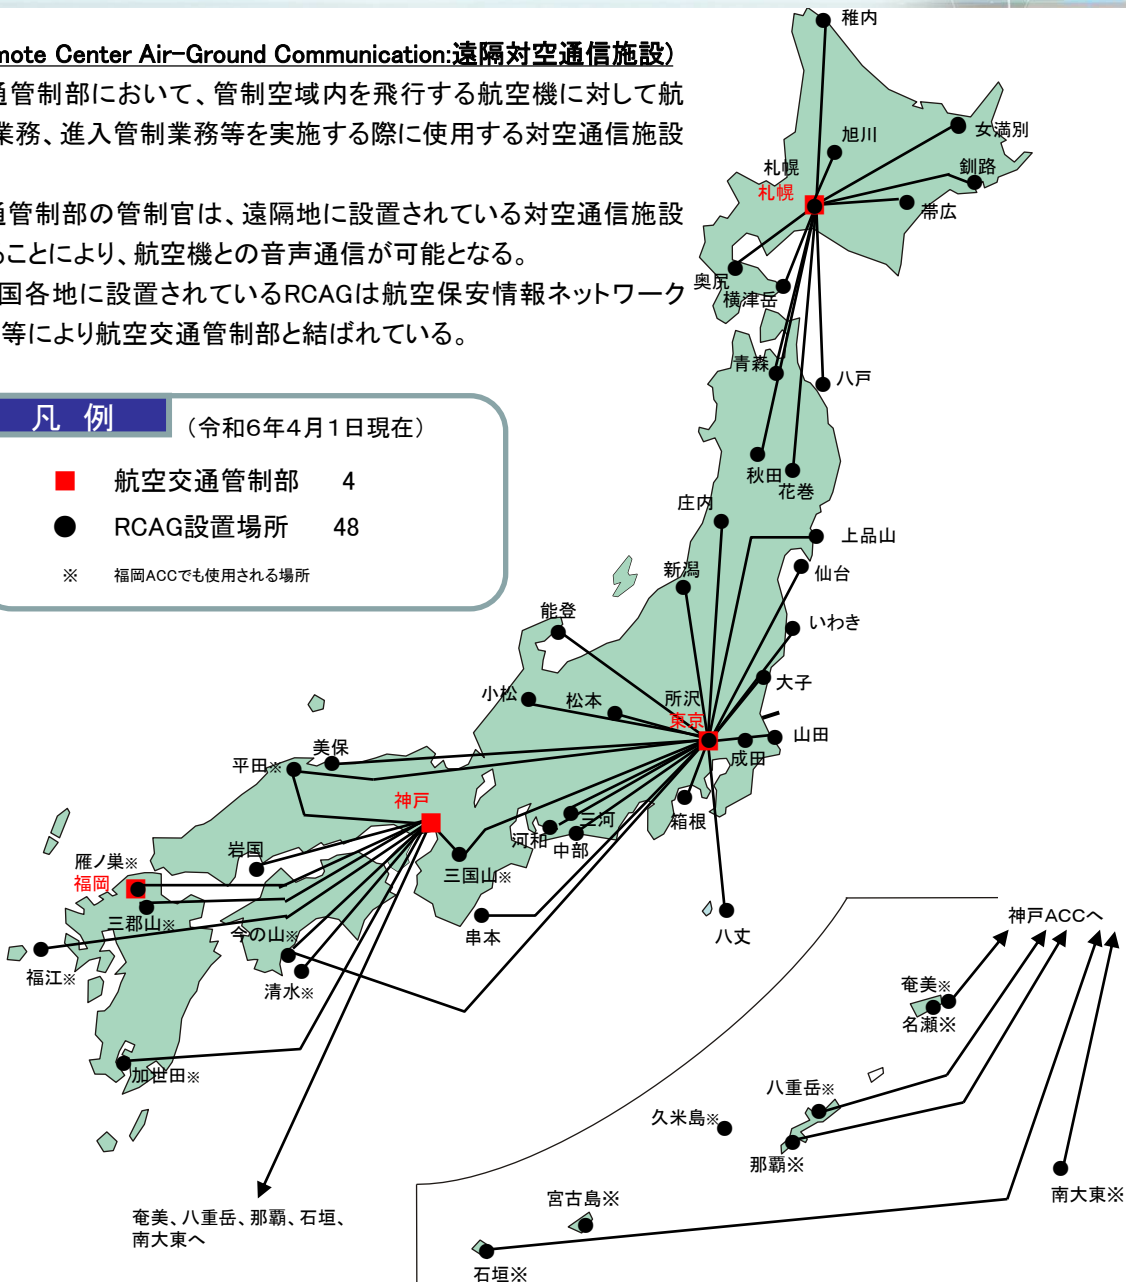 mote Center Air-Ground Communication:遠隔対空通信施設)
通管制部において、管制空域内を飛行する航空機に対して航
業務、進入管制業務等を実施する際に使用する対空通信施設
通管制部の管制官は、遠隔地に設置されている対空通信施設
ることにより、航空機との音声通信が可能となる。
国各地に設置されているRCAGは航空保安情報ネットワーク
等により航空交通管制部と結ばれている。
凡 例
(令和6年4月1日現在)
航空交通管制部 4
RCAG設置場所 48
※ 福岡ACCでも使用される場所
稚内
女満別
旭川
釧路
札幌
札幌
帯広
奥尻
横津岳
青森
八戸
秋田
花巻
庄内
上品山
新潟
仙台
能登
いわき
大子
小松
松本
所沢
東京
山田
成田
美保
平田※
神戸
箱根
三河
河和
中部
岩国
三国山※
雁ノ巣※
福岡
三郡山※
今の山※
串本
八丈
福江※
清水※
加世田※
神戸ACCへ
奄美※
名瀬※
八重岳※
久米島※
那覇※
南大東※
宮古島※
石垣※
奄美、八重岳、那覇、石垣、
南大東へ